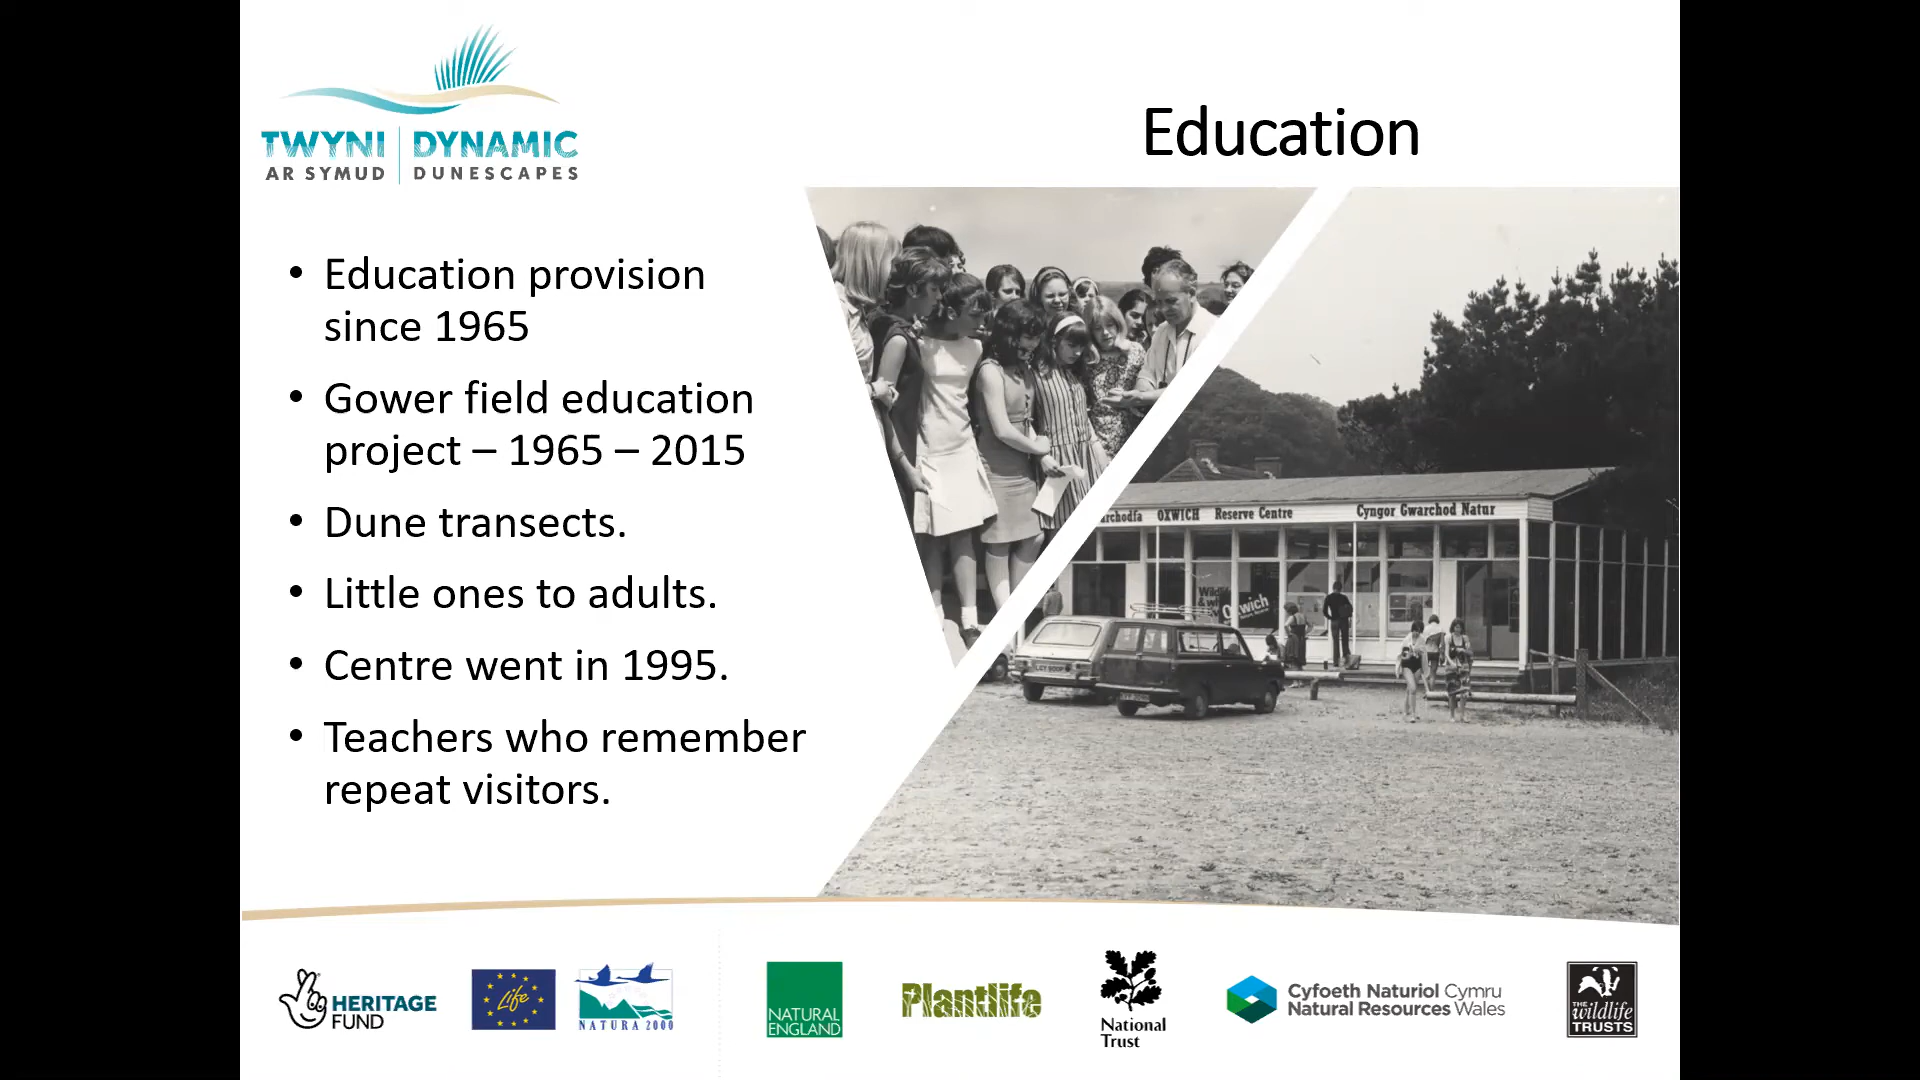 TWYNI
AR SYMUD
DYNAMIC
DUNESCAPES
Education
• Education provision
since 1965
• Gower field education
project – 1965 – 2015
• Dune transects.
• Little ones to adults.
• Centre went in 1995.
• Teachers who remember
repeat visitors.
OXWICH Reserve Centre
Cyngor Gwarchod Natur
Oxwich
HERITAGE
FUND
Life
NATURA 2000
NATURAL
ENGLAND
Plantlife
National
Trust
Cyfoeth Naturiol Cymru
Natural Resources Wales
THE
wildlife
TRUSTS